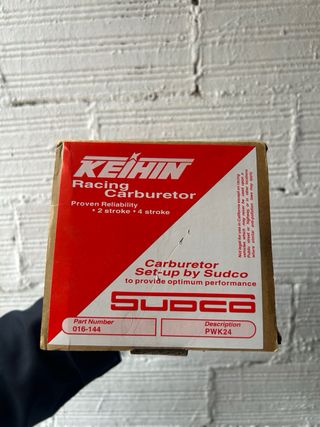 KEIHIN
Racing
Carburetor
Proven Reliability
• 2 stroke • 4 stroke
Carburetor
Set-up by Sudco
to provide optimum performance
SUDCO
Part Number
016-144
Description
PWK24